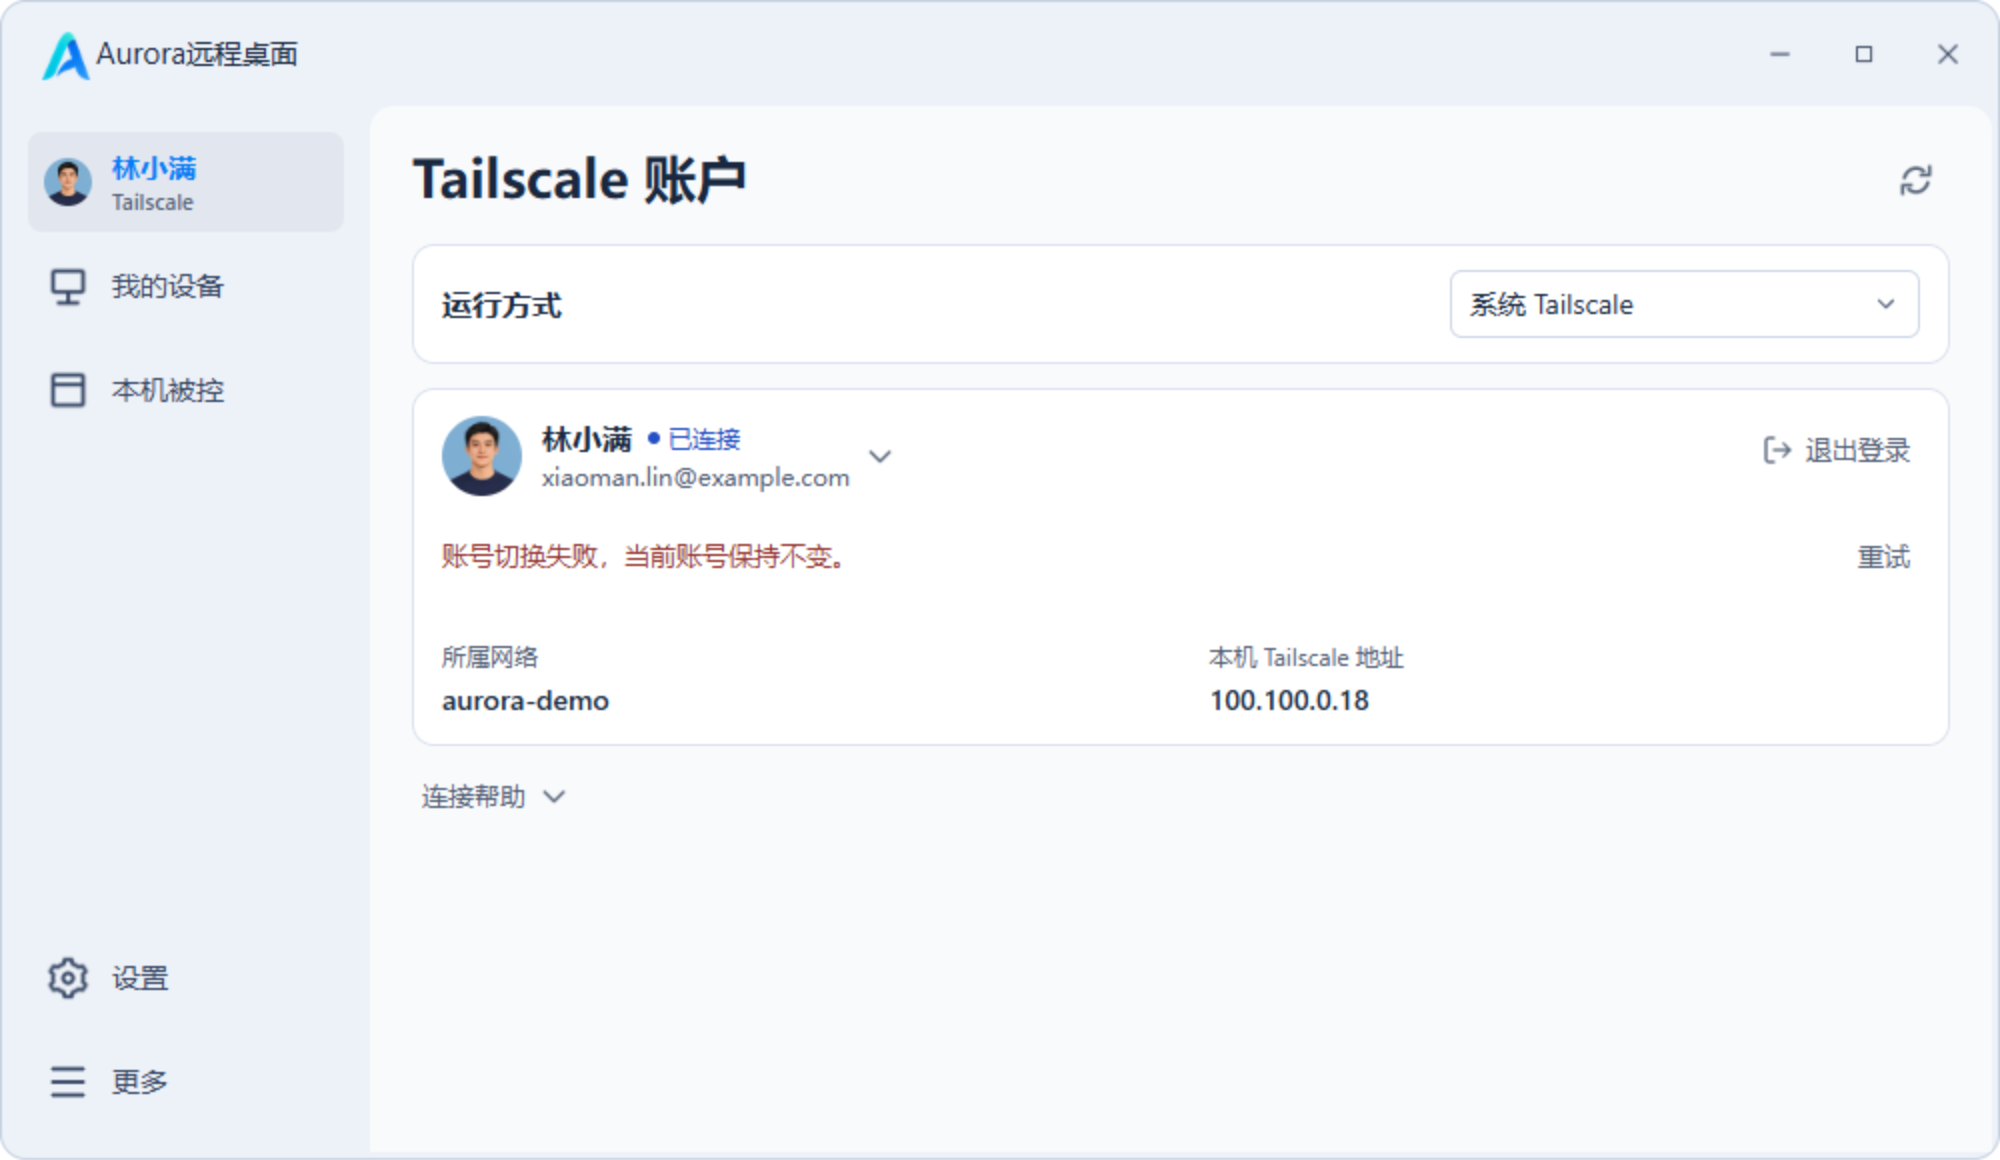 Aurora远程桌面
林小满
Tailscale
我的设备
本机被控
设置
更多
Tailscale 账户
运行方式
系统 Tailscale
林小满
已连接
xiaoman.lin@example.com
退出登录
账号切换失败，当前账号保持不变。
重试
所属网络
aurora-demo
本机 Tailscale 地址
100.100.0.18
连接帮助